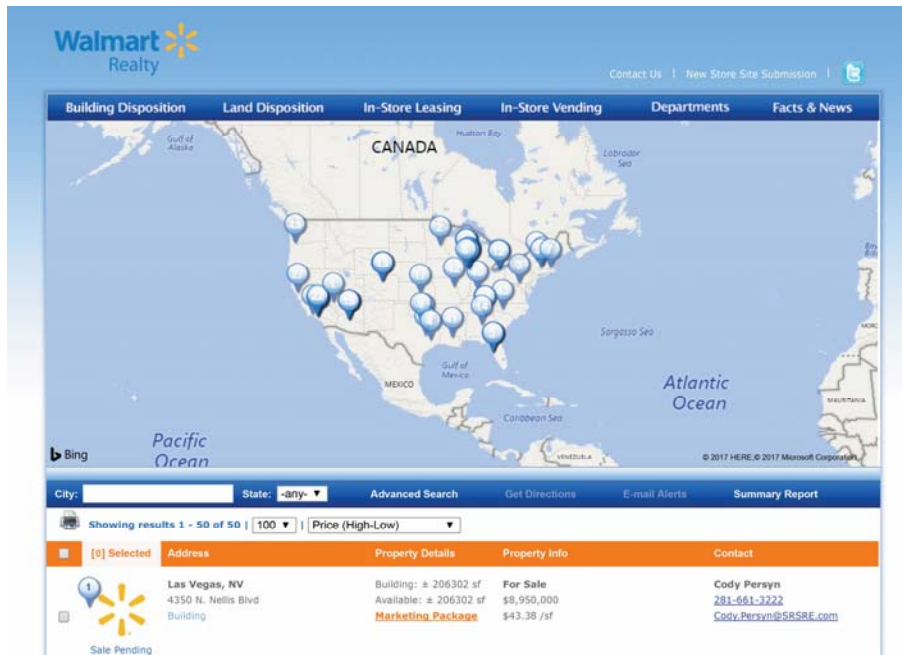 Walmart
Realty
Contact Us | New Store Site Submission |
Building Disposition Land Disposition In-Store Leasing In-Store Vending Departments Facts & News
Gulf of
Alaska
Hudson Bay
CANADA
Labrador
Sea
Sargasso Sea
Gulf of
Mexico
MEXICO
Atlantic
Ocean
MAURITANIA
Caribbean Sea
Pacific
Ocean
VENEZUELA
Bing
© 2017 HERE, © 2017 Microsoft Corporation
City: State: -any- Advanced Search Get Directions E-mail Alerts Summary Report
Showing results 1 - 50 of 50 | 100 | Price (High-Low)
[0] Selected Address Property Details Property Info Contact
1
Las Vegas, NV Building: ± 206302 sf For Sale Cody Persyn
4350 N. Nellis Blvd Available: ± 206302 sf $8,950,000 281-661-3222
Building Marketing Package $43.38 /sf Cody.Persyn@SRSRE.com
Sale Pending